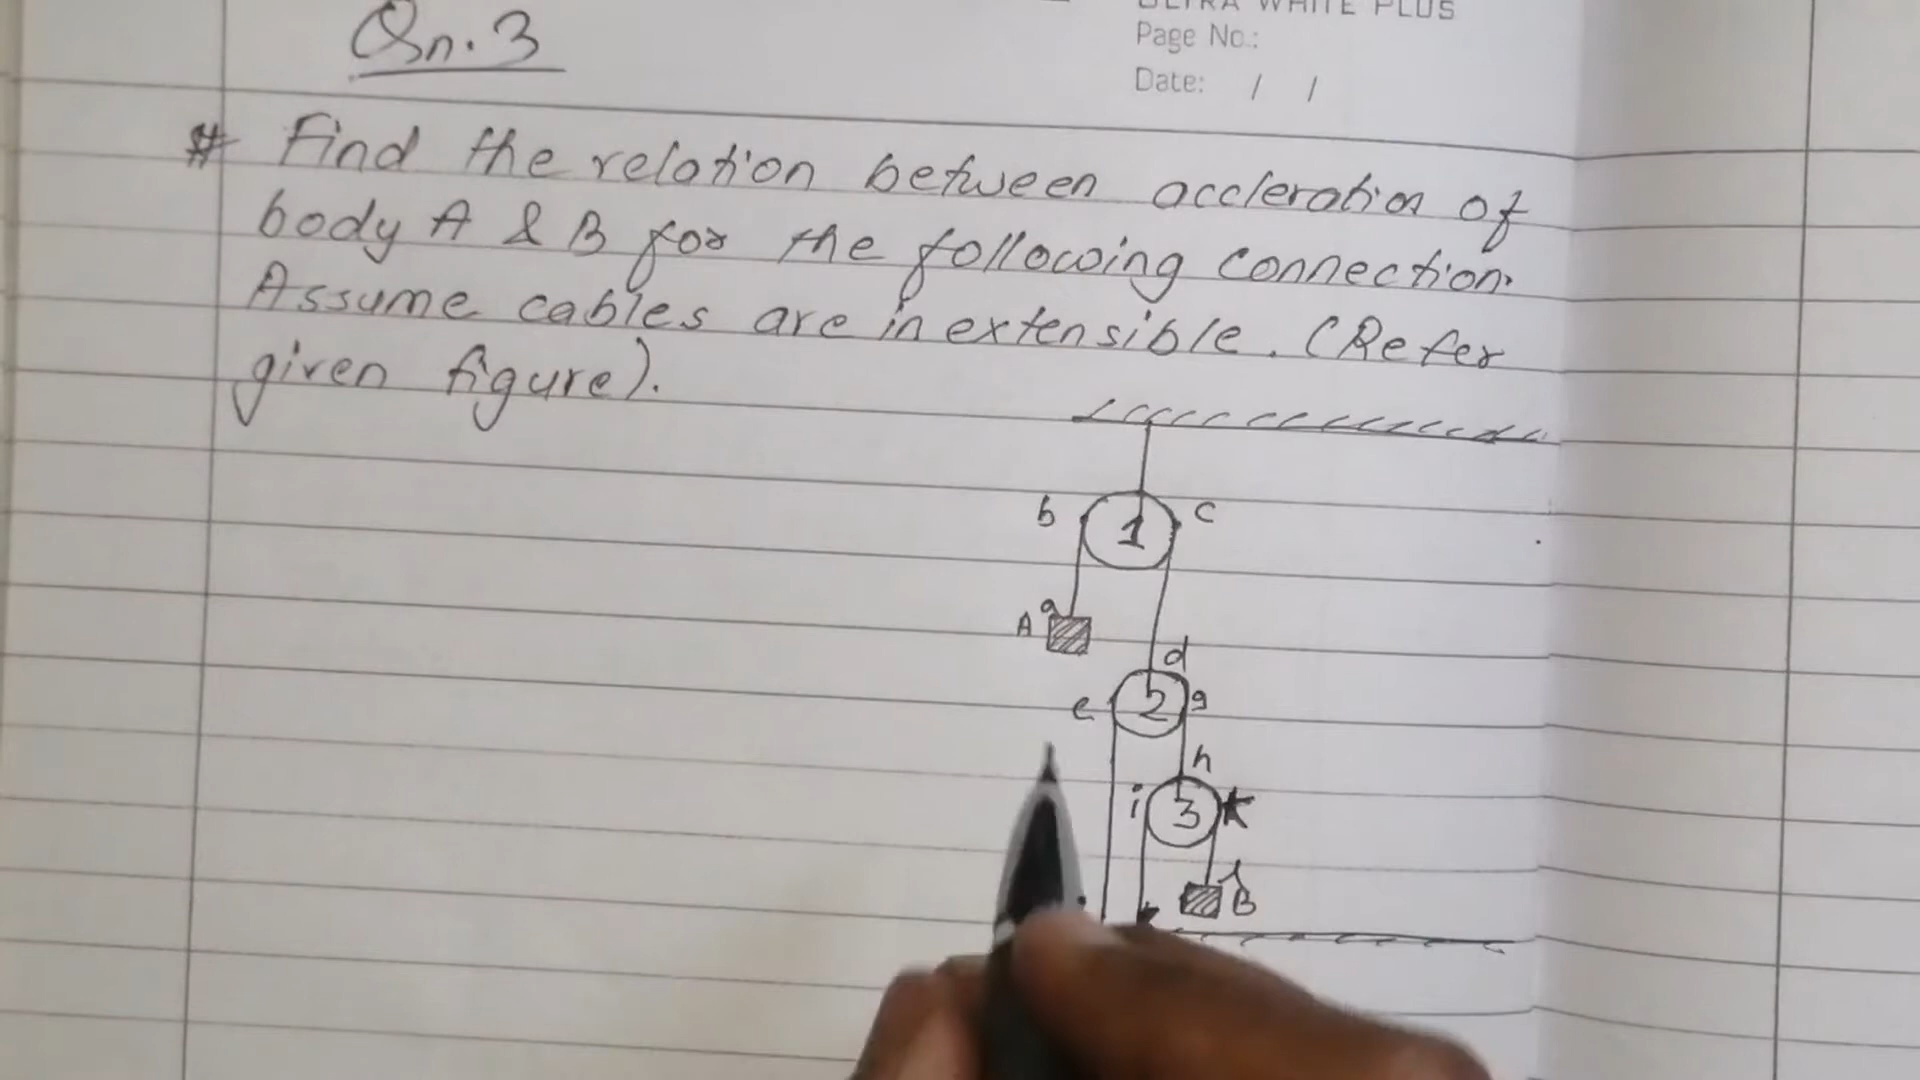 ULTRA WHITE PLUS
Page No.:
Date: / /
Qn. 3
# Find the relation between accleration of
body A & B for the following connection.
Assume cables are inextensible. (Refer
given figure).
b 1 c
A a
d
e 2 g
h
i 3 k
B